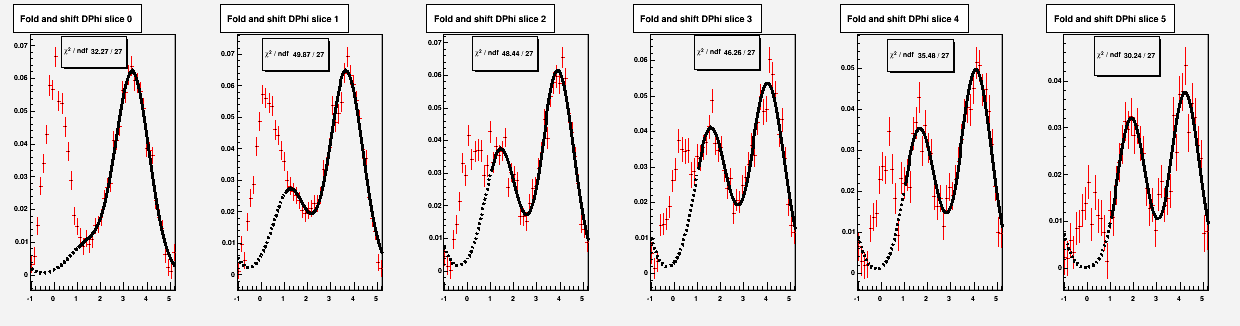 Fold and shift DPhi slice 0
χ² / ndf 32.27 / 27
0.07
0.06
0.05
0.04
0.03
0.02
0.01
0
-1 0 1 2 3 4 5
Fold and shift DPhi slice 1
χ² / ndf 49.87 / 27
0.07
0.06
0.05
0.04
0.03
0.02
0.01
0
-1 0 1 2 3 4 5
Fold and shift DPhi slice 2
χ² / ndf 48.44 / 27
0.07
0.06
0.05
0.04
0.03
0.02
0.01
0
-1 0 1 2 3 4 5
Fold and shift DPhi slice 3
χ² / ndf 46.26 / 27
0.06
0.05
0.04
0.03
0.02
0.01
0
-1 0 1 2 3 4 5
Fold and shift DPhi slice 4
χ² / ndf 35.48 / 27
0.05
0.04
0.03
0.02
0.01
0
-1 0 1 2 3 4 5
Fold and shift DPhi slice 5
χ² / ndf 30.24 / 27
0.04
0.03
0.02
0.01
0
-1 0 1 2 3 4 5